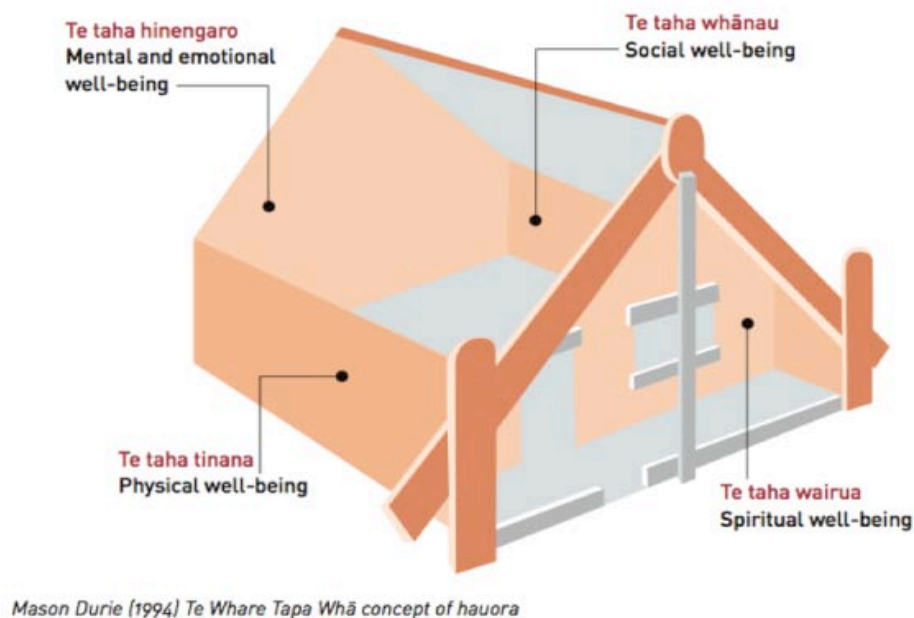 Te taha hinengaro
Mental and emotional
well-being
Te taha whānau
Social well-being
Te taha tinana
Physical well-being
Te taha wairua
Spiritual well-being
Mason Durie (1994) Te Whare Tapa Whā concept of hauora